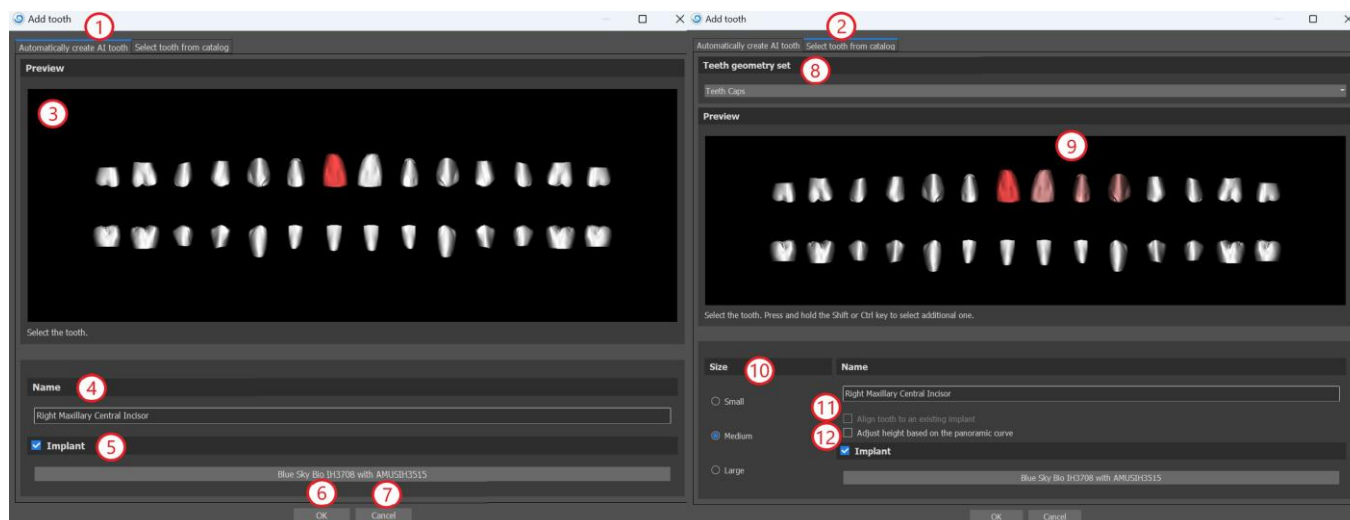 Add tooth
1
Automatically create AI tooth Select tooth from catalog
Preview
3
Select the tooth.
Name
4
Right Maxillary Central Incisor
Implant
5
Blue Sky Bio IH3708 with AMUSIH3515
6
7
OK Cancel
Add tooth
2
Automatically create AI tooth Select tooth from catalog
Teeth geometry set
8
Teeth Caps
Preview
9
Select the tooth. Press and hold the Shift or Ctrl key to select additional one.
Size
10
Small
Medium
Large
Name
Right Maxillary Central Incisor
11
Align tooth to an existing implant
12
Adjust height based on the panoramic curve
Implant
Blue Sky Bio IH3708 with AMUSIH3515
OK Cancel